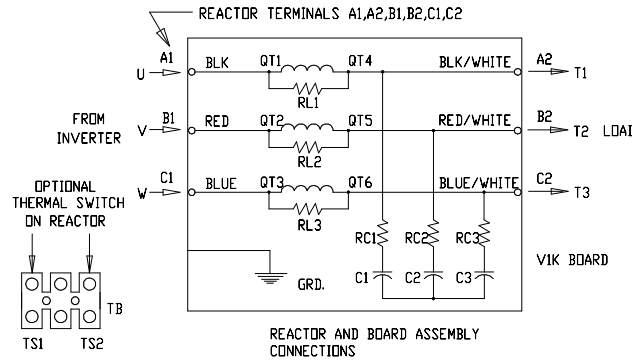 REACTOR TERMINALS A1,A2,B1,B2,C1,C2
A1 BLK QT1 QT4 BLK/WHITE A2
U RL1 T1
B1 RED QT2 QT5 RED/WHITE B2
FROM
INVERTER
V RL2 T2 LOAD
C1 BLUE QT3 QT6 BLUE/WHITE C2
W RL3 T3
OPTIONAL
THERMAL SWITCH
ON REACTOR
RC1 RC2 RC3
C1 C2 C3
V1K BOARD
GRD.
TB
TS1 TS2
REACTOR AND BOARD ASSEMBLY
CONNECTIONS